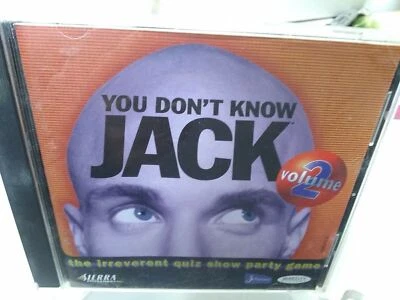 YOU DON'T KNOW
JACK
volume
2
the irreverent quiz show party game
SIERRA